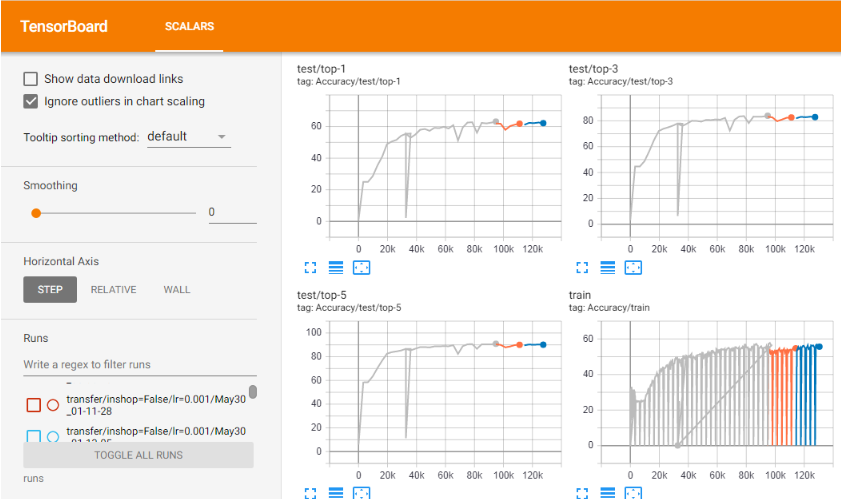 TensorBoard
SCALARS
Show data download links
Ignore outliers in chart scaling
Tooltip sorting method: default
Smoothing
0
Horizontal Axis
STEP RELATIVE WALL
Runs
Write a regex to filter runs
transfer/inshop=False/lr=0.001/May30
_01-11-28
transfer/inshop=False/lr=0.001/May30
TOGGLE ALL RUNS
runs
test/top-1
tag: Accuracy/test/top-1
60
40
20
0
0 20k 40k 60k 80k 100k 120k
test/top-3
tag: Accuracy/test/top-3
80
60
40
20
0
0 20k 40k 60k 80k 100k 120k
test/top-5
tag: Accuracy/test/top-5
100
80
60
40
20
0
0 20k 40k 60k 80k 100k 120k
train
tag: Accuracy/train
60
40
20
0
0 20k 40k 60k 80k 100k 120k